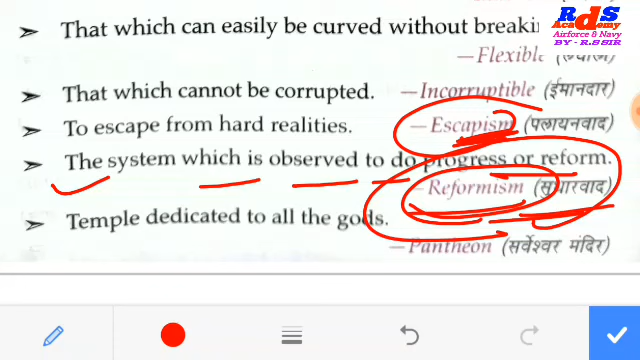 RdS
Academy
Airforce & Navy
BY - R.S SIR
➢ That which can easily be curved without
—Flexible
➢ That which cannot be corrupted. —Incorruptible (ईमानदार)
➢ To escape from hard realities. —Escapism (पलायनवाद)
➢ The system which is observed to do progress or reform.
—Reformism (सुधारवाद)
➢ Temple dedicated to all the gods.
—Pantheon (सर्वेश्वर मंदिर)